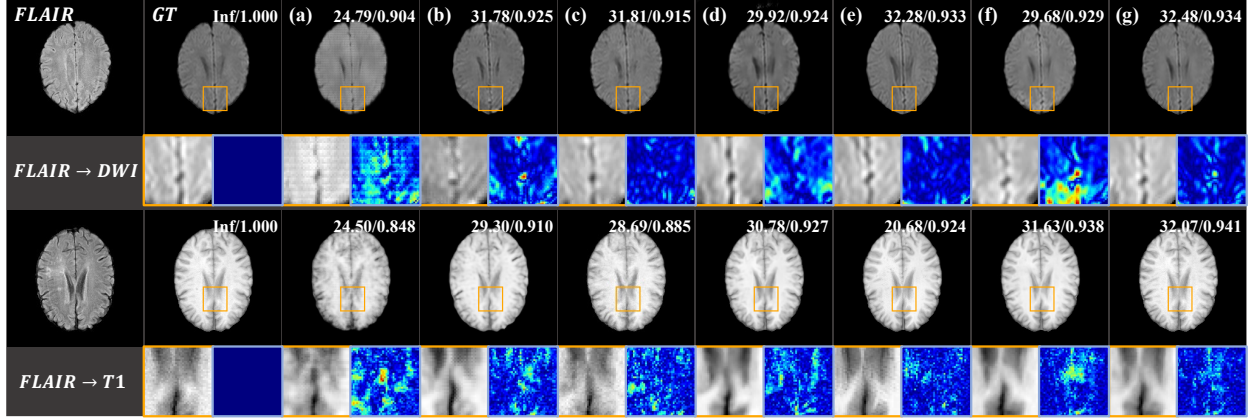 FLAIR GT Inf/1.000 (a) 24.79/0.904 (b) 31.78/0.925 (c) 31.81/0.915 (d) 29.92/0.924 (e) 32.28/0.933 (f) 29.68/0.929 (g) 32.48/0.934
FLAIR → DWI
Inf/1.000 24.50/0.848 29.30/0.910 28.69/0.885 30.78/0.927 20.68/0.924 31.63/0.938 32.07/0.941
FLAIR → T1